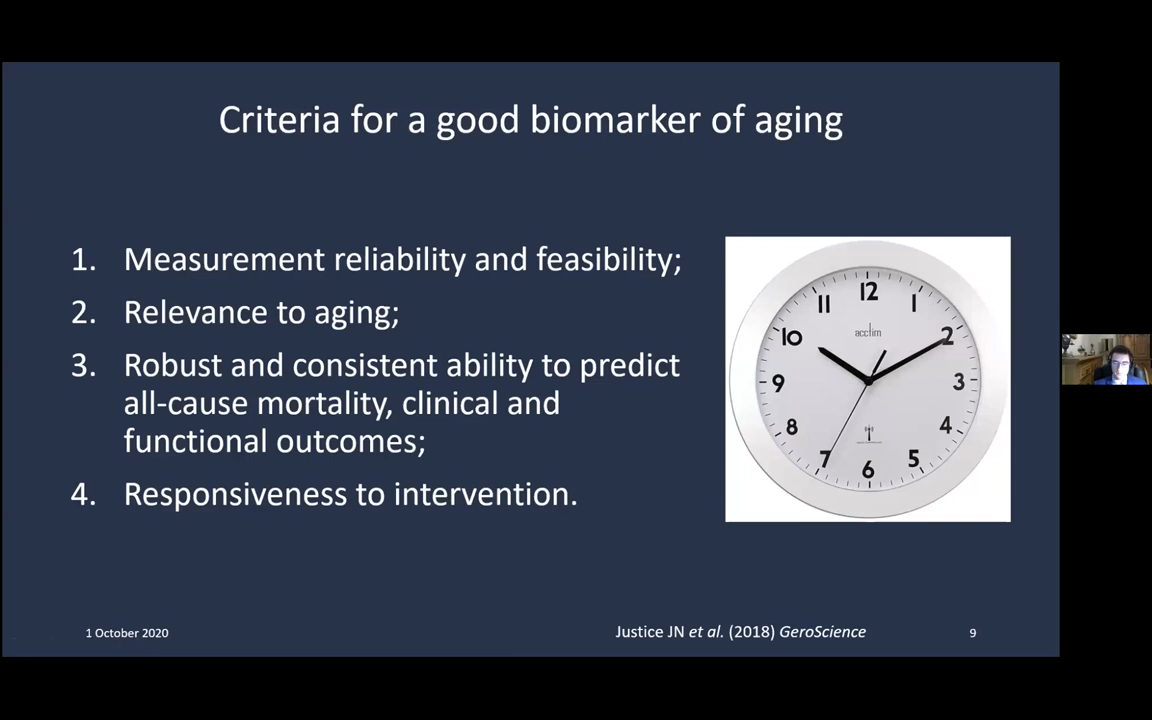 Criteria for a good biomarker of aging
1. Measurement reliability and feasibility;
2. Relevance to aging;
3. Robust and consistent ability to predict
all-cause mortality, clinical and
functional outcomes;
4. Responsiveness to intervention.
12
11 1
acctim
10 2
9 3
8 4
7 5
6
1 October 2020
Justice JN et al. (2018) GeroScience
9